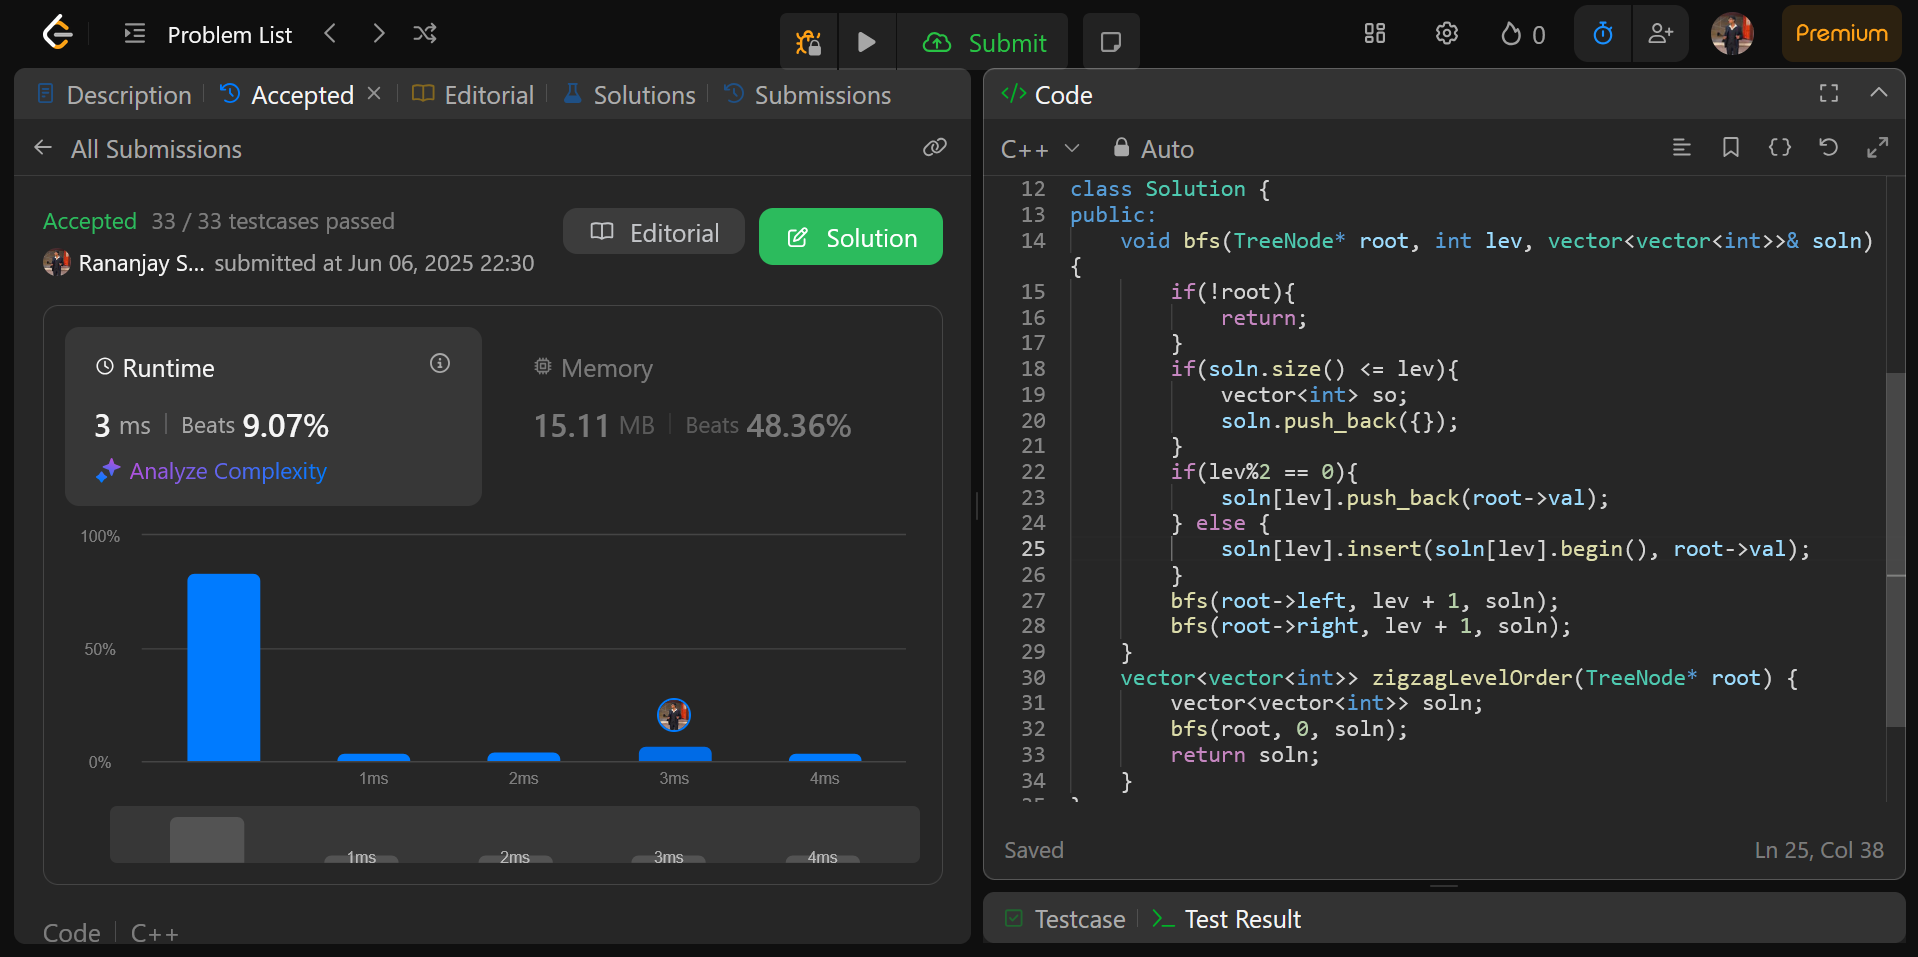 Problem List
Submit
0
Premium
Description
Accepted
Editorial
Solutions
Submissions
All Submissions
Accepted 33 / 33 testcases passed
Editorial
Solution
Rananjay S... submitted at Jun 06, 2025 22:30
Runtime
3 ms Beats 9.07%
Analyze Complexity
Memory
15.11 MB Beats 48.36%
100%
50%
0%
1ms 2ms 3ms 4ms
1ms 2ms 3ms 4ms
Code C++
</> Code
C++ Auto
12 class Solution {
13 public:
14     void bfs(TreeNode* root, int lev, vector<vector<int>>& soln)
{
15         if(!root){
16             return;
17         }
18         if(soln.size() <= lev){
19             vector<int> so;
20             soln.push_back({});
21         }
22         if(lev%2 == 0){
23             soln[lev].push_back(root->val);
24         } else {
25             soln[lev].insert(soln[lev].begin(), root->val);
26         }
27         bfs(root->left, lev + 1, soln);
28         bfs(root->right, lev + 1, soln);
29     }
30     vector<vector<int>> zigzagLevelOrder(TreeNode* root) {
31         vector<vector<int>> soln;
32         bfs(root, 0, soln);
33         return soln;
34     }
Saved
Ln 25, Col 38
Testcase
Test Result